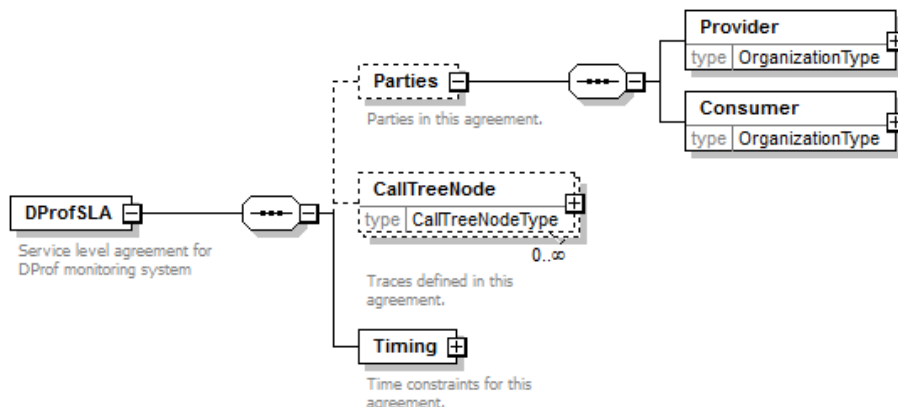 Provider
type OrganizationType
Parties
Parties in this agreement.
Consumer
type OrganizationType
CallTreeNode
type CallTreeNodeType
0..∞
DProfSLA
Service level agreement for
DProf monitoring system
Traces defined in this
agreement.
Timing
Time constraints for this
agreement.